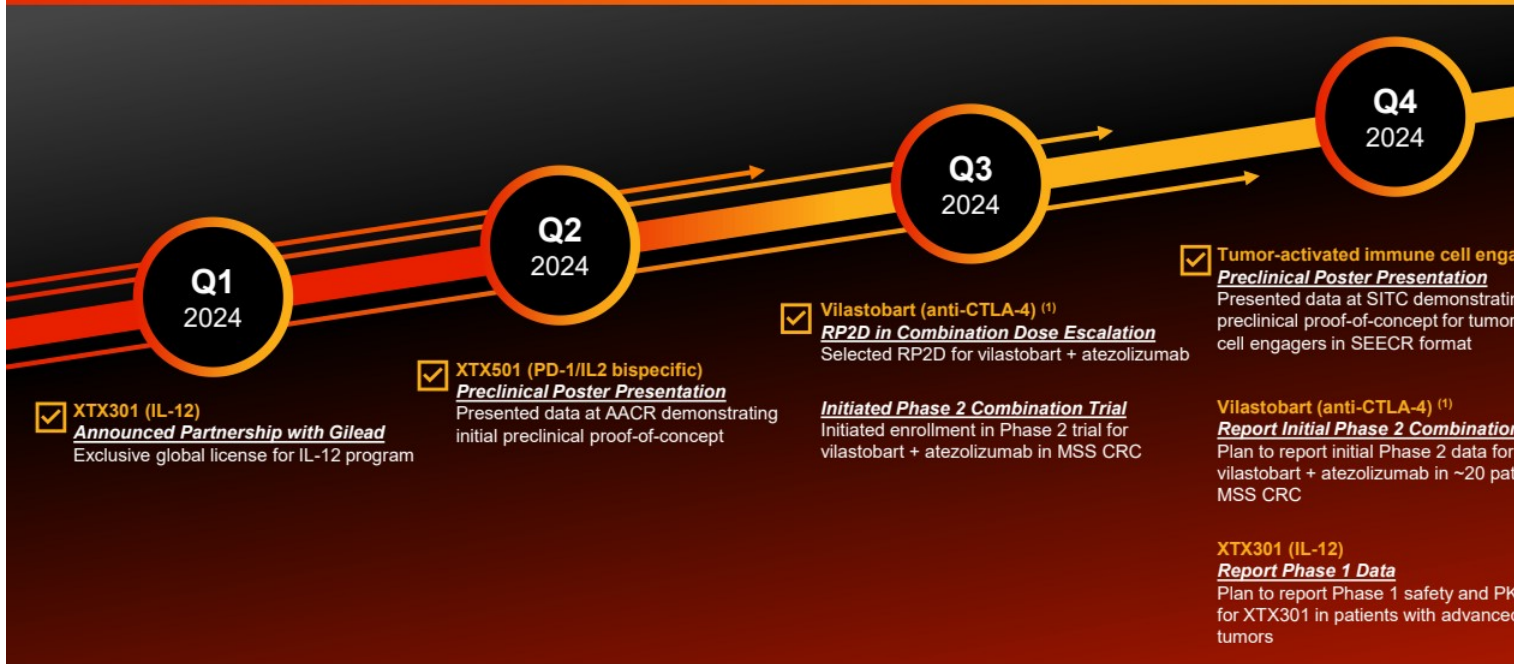 Q1
2024
Q2
2024
Q3
2024
Q4
2024
XTX301 (IL-12)
Announced Partnership with Gilead
Exclusive global license for IL-12 program
XTX501 (PD-1/IL2 bispecific)
Preclinical Poster Presentation
Presented data at AACR demonstrating
initial preclinical proof-of-concept
Vilastobart (anti-CTLA-4) (1)
RP2D in Combination Dose Escalation
Selected RP2D for vilastobart + atezolizumab
Initiated Phase 2 Combination Trial
Initiated enrollment in Phase 2 trial for
vilastobart + atezolizumab in MSS CRC
Tumor-activated immune cell
Preclinical Poster Presentation
Presented data at SITC
preclinical proof-of-concept for
cell engagers in SEECR format
Vilastobart (anti-CTLA-4) (1)
Report Initial Phase 2 Combination
Plan to report initial Phase 2 data for
vilastobart + atezolizumab in ~20
MSS CRC
XTX301 (IL-12)
Report Phase 1 Data
Plan to report Phase 1 safety and PK
for XTX301 in patients with advanced
tumors